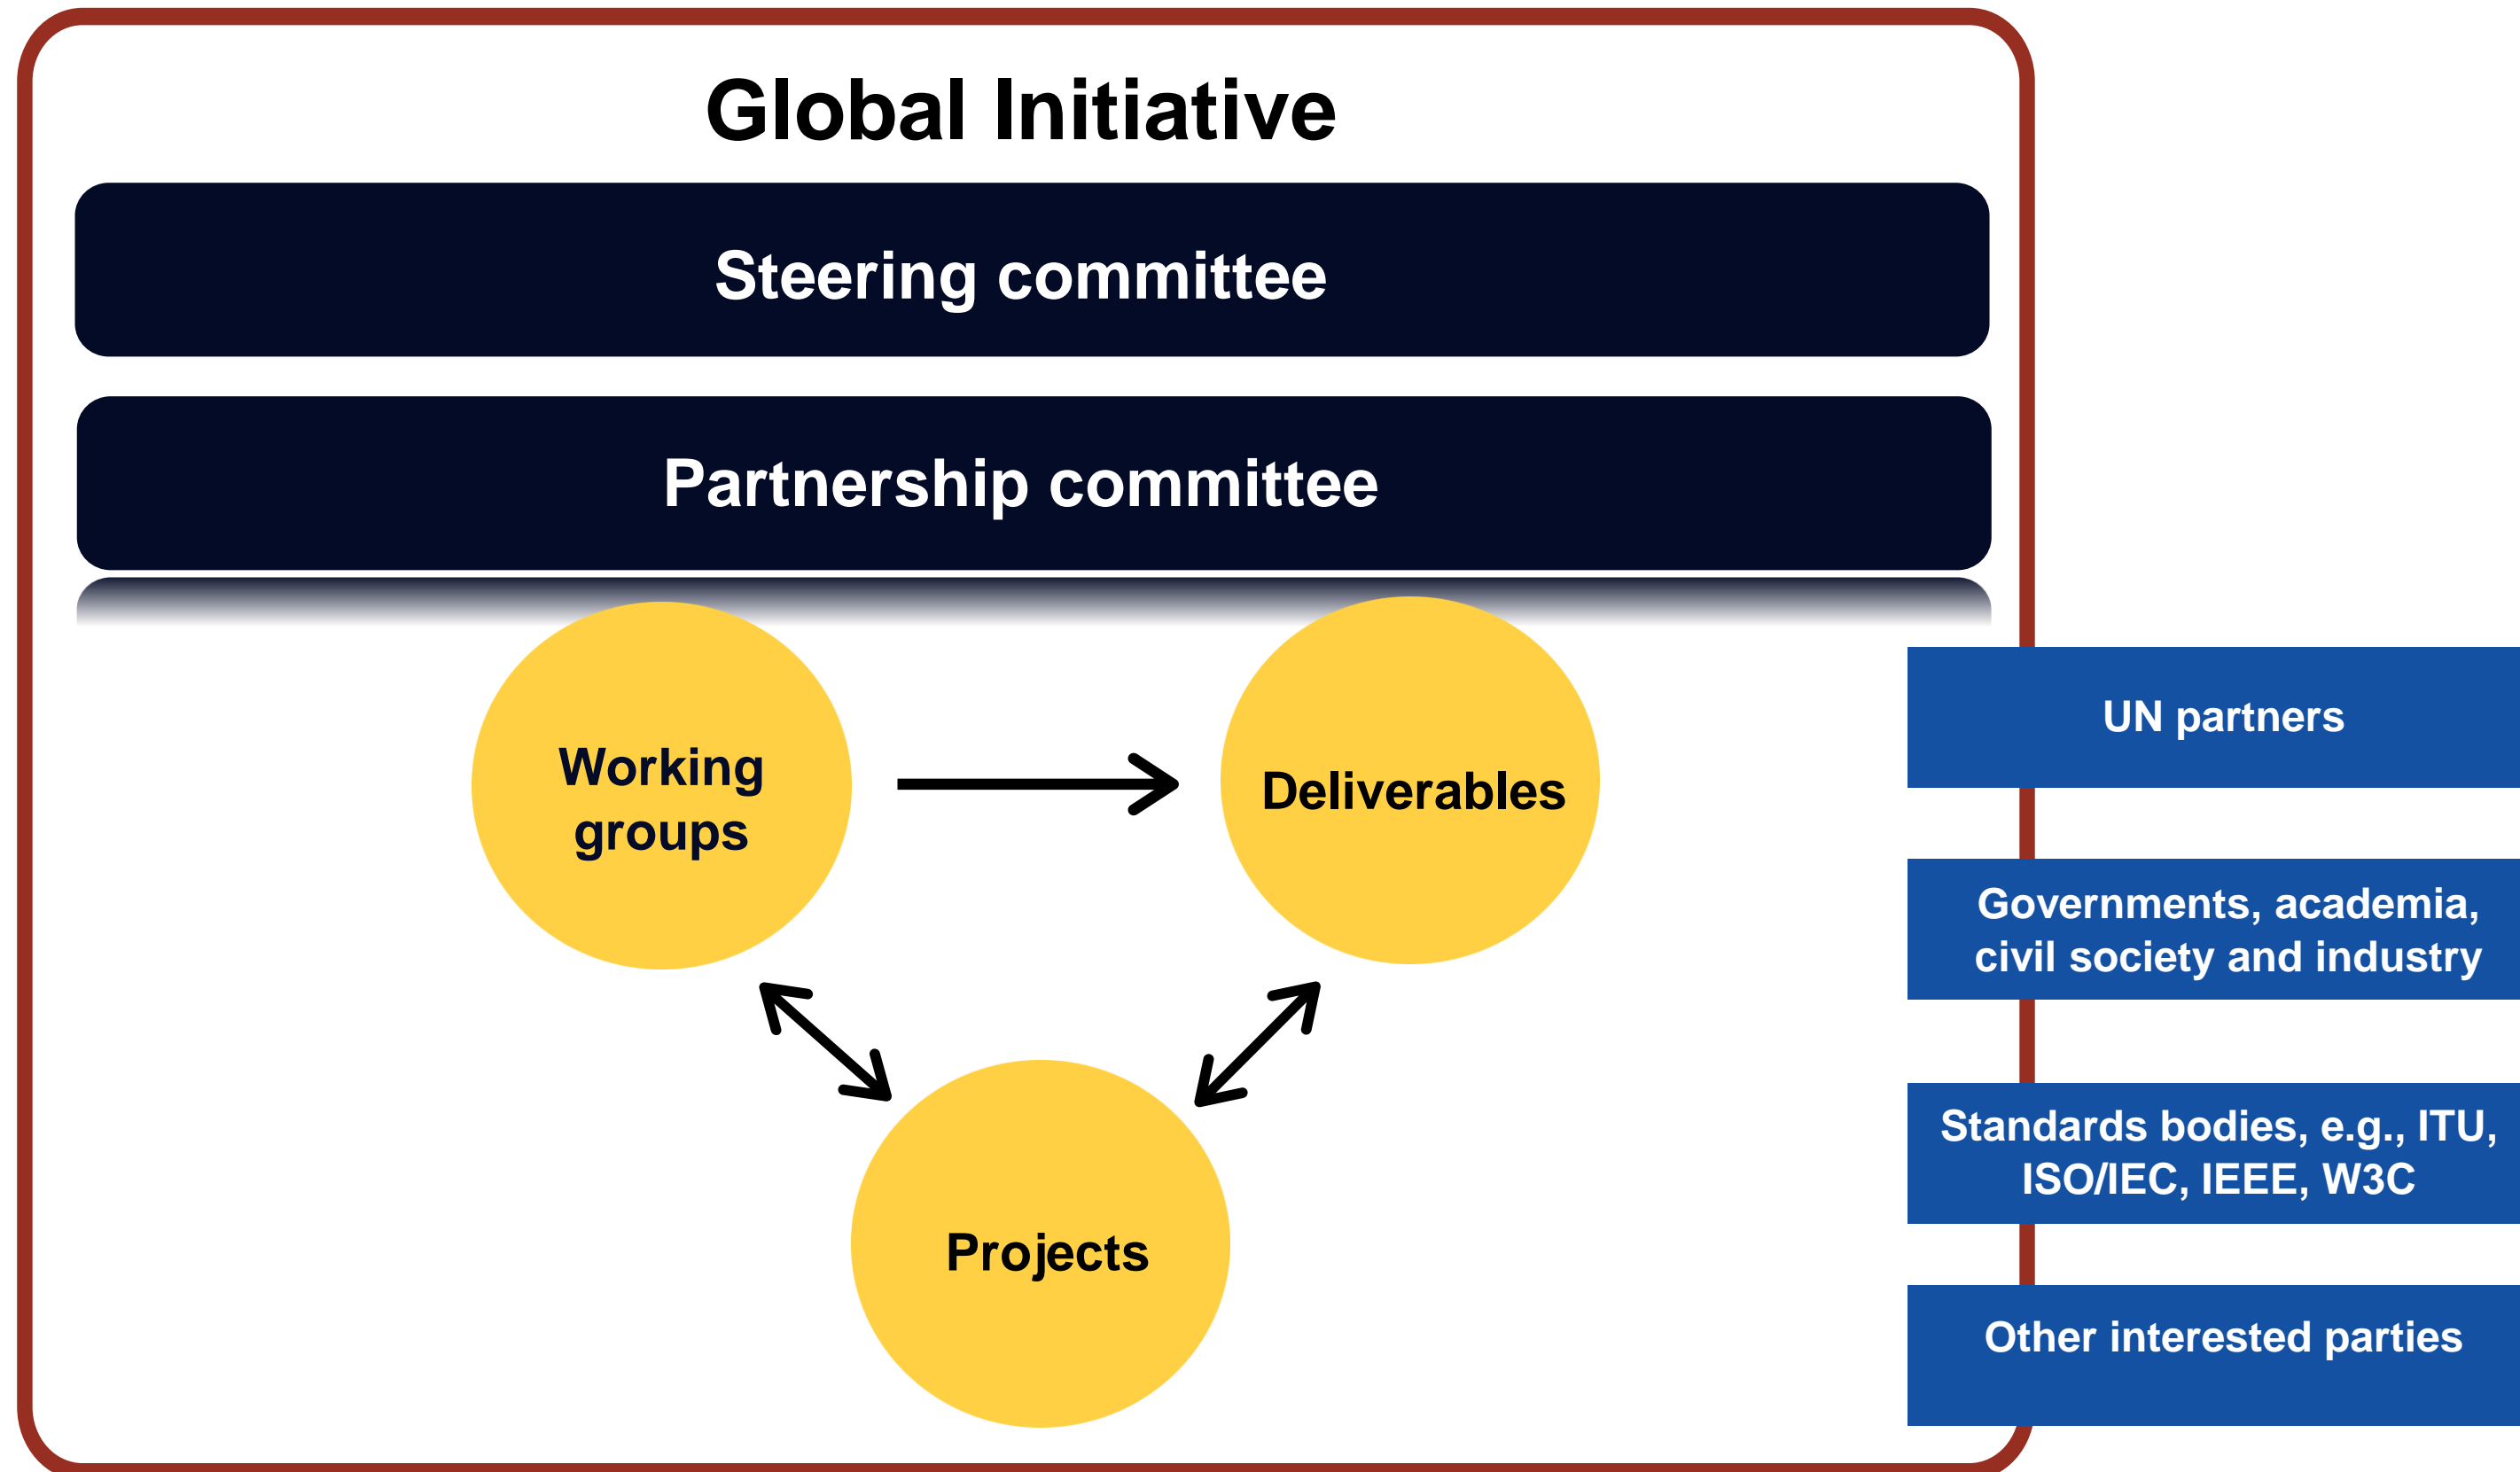 Global Initiative
Steering committee
Partnership committee
Working
groups
Deliverables
Projects
UN partners
Governments, academia,
civil society and industry
Standards bodies, e.g., ITU,
ISO/IEC, IEEE, W3C
Other interested parties